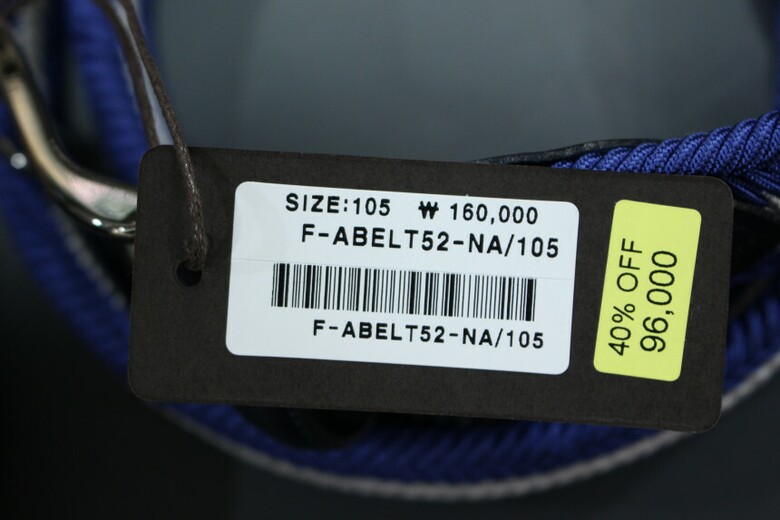 SIZE:105 ₩ 160,000
F-ABELT52-NA/105
F-ABELT52-NA/105
40% OFF
96,000